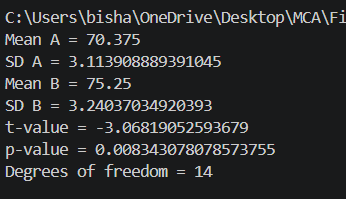 C:\Users\bisha\OneDrive\Desktop\MCA\Fi
Mean A = 70.375
SD A = 3.113908889391045
Mean B = 75.25
SD B = 3.24037034920393
t-value = -3.06819052593679
p-value = 0.008343078078573755
Degrees of freedom = 14